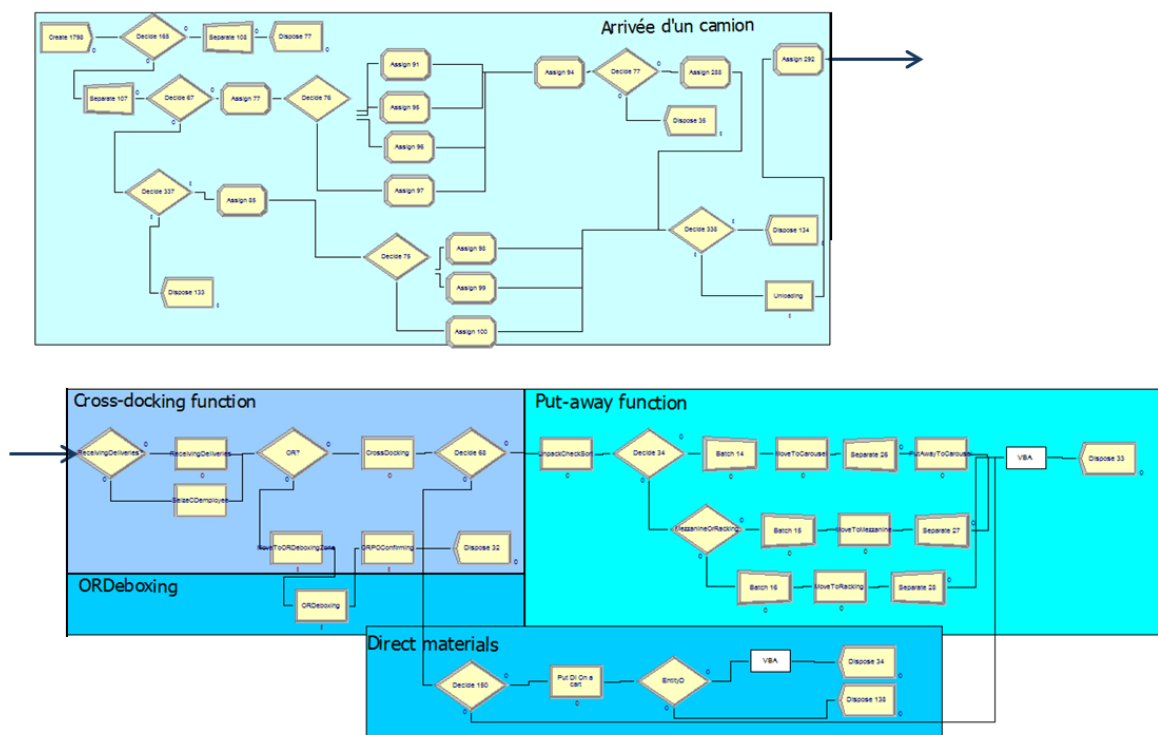 Arrivée d'un camion
Create 1798
Decide 168
Separate 108
Dispose 77
Separate 107
Decide 67
Assign 77
Decide 76
Assign 91
Assign 95
Assign 96
Assign 97
Assign 94
Decide 77
Assign 288
Dispose 35
Assign 292
Decide 337
Assign 85
Dispose 133
Decide 75
Assign 98
Assign 99
Assign 100
Decide 338
Dispose 134
Unloading
Cross-docking function
ReceivingDeliveries
ReceivingDeliveries
SeizeCDemployee
OR?
CrossDocking
Decide 68
MoveToORDeboxingZone
ORPOConfirming
Dispose 32
ORDeboxing
ORDeboxing
Put-away function
UnpackCheckSort
Decide 34
Batch 14
MoveToCarousel
Separate 26
PutAwayToCarousel
VBA
Dispose 33
MezzanineOrRacking
Batch 15
MoveToMezzanine
Separate 27
Batch 16
MoveToRacking
Separate 28
Direct materials
Decide 150
Put DI On a
cart
EntityD
VBA
Dispose 34
Dispose 138